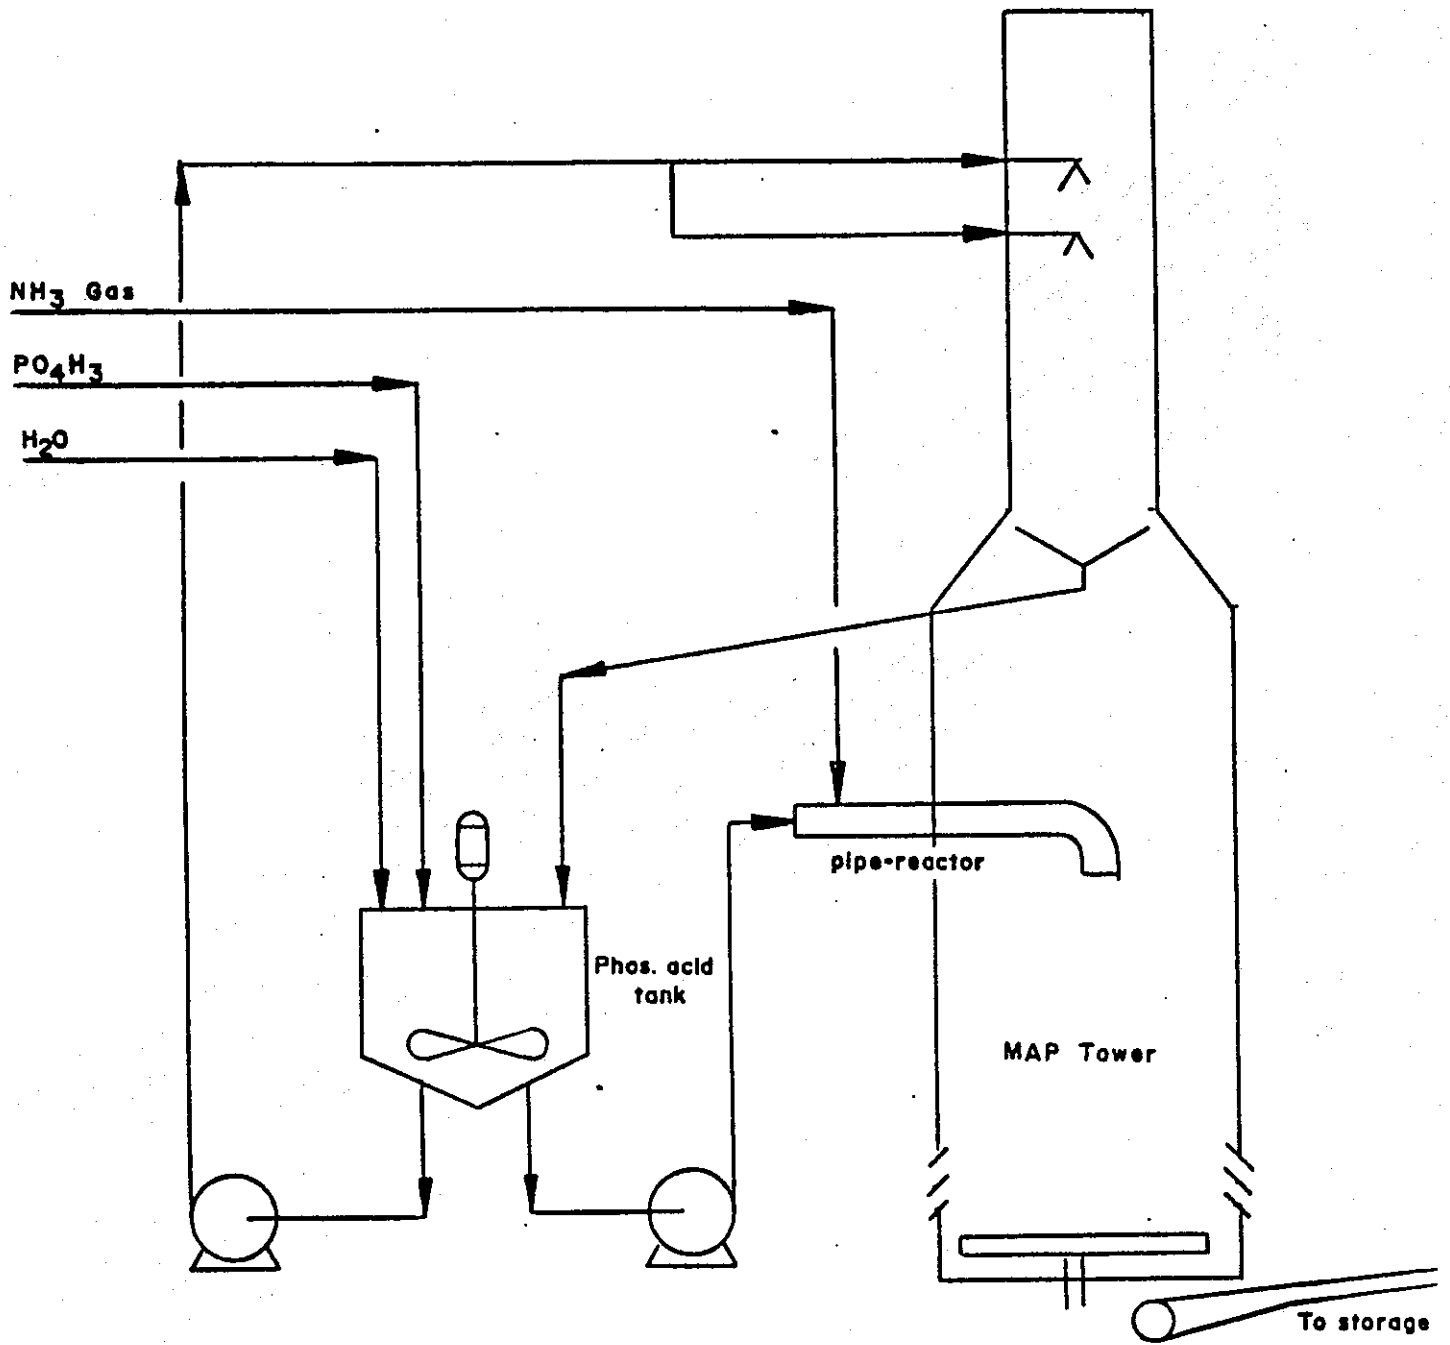 NH3 Gas
PO4H3
H2O
pipe-reactor
Phos. acid
tank
MAP Tower
To storage